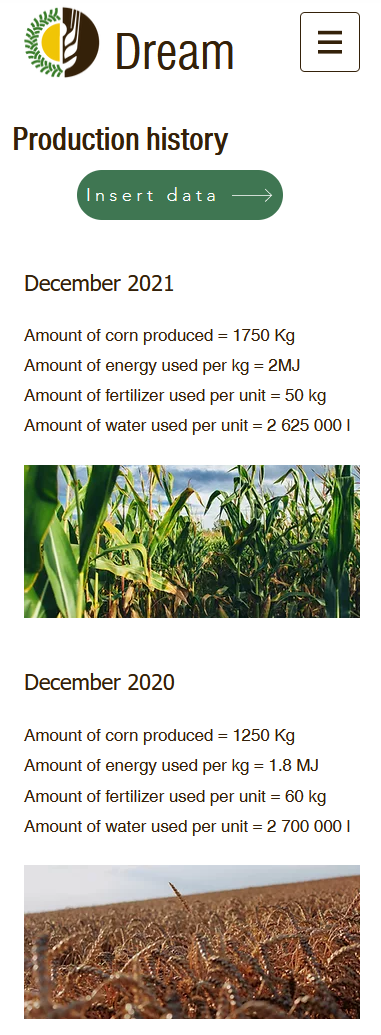 Dream
Production history
Insert data
December 2021
Amount of corn produced = 1750 Kg
Amount of energy used per kg = 2MJ
Amount of fertilizer used per unit = 50 kg
Amount of water used per unit = 2 625 000 l
December 2020
Amount of corn produced = 1250 Kg
Amount of energy used per kg = 1.8 MJ
Amount of fertilizer used per unit = 60 kg
Amount of water used per unit = 2 700 000 l